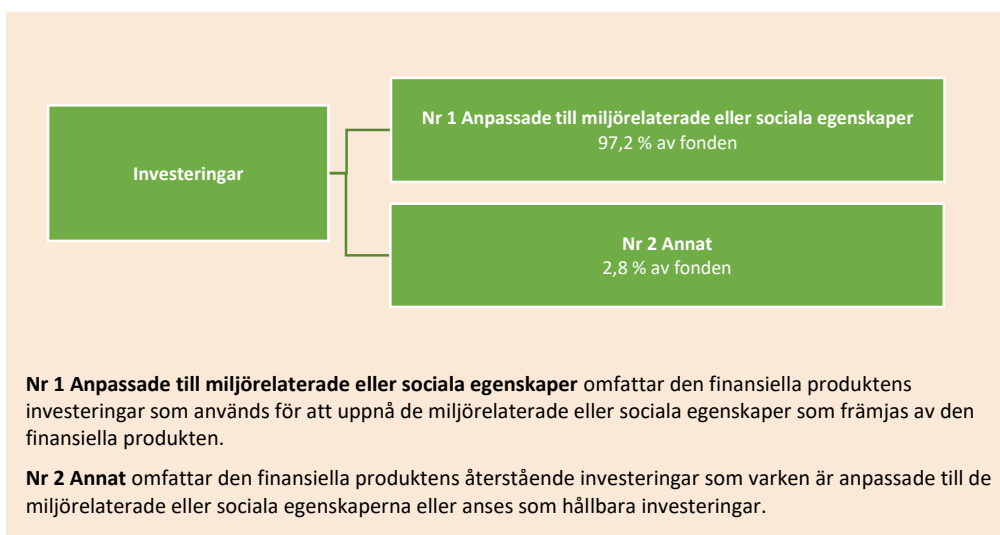 Nr 1 Anpassade till miljörelaterade eller sociala egenskaper
97,2 % av fonden
Investeringar
Nr 2 Annat
2,8 % av fonden
Nr 1 Anpassade till miljörelaterade eller sociala egenskaper omfattar den finansiella produktens
investeringar som används för att uppnå de miljörelaterade eller sociala egenskaper som främjas av den
finansiella produkten.
Nr 2 Annat omfattar den finansiella produktens återstående investeringar som varken är anpassade till de
miljörelaterade eller sociala egenskaperna eller anses som hållbara investeringar.